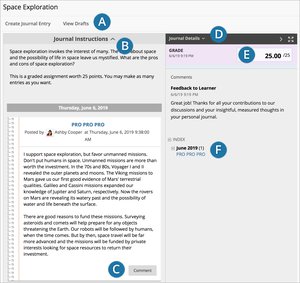 Space Exploration
Create Journal Entry
View Drafts
A
Journal Instructions
B
Space exploration invokes the interest of many. The
about space
and the possibility of life in space leave us mystified. What are the
pros and cons of space exploration?
This is a graded assignment worth 25 points. You may make as many
entries as you want.
Thursday, June 6, 2019
PRO PRO PRO
Posted by Ashley Cooper at Thursday, June 6, 2019 9:38:00
AM
I support space exploration, but favor unmanned missions.
Don't put humans in space. Unmanned missions are more than
worth the investment. In the 70s and 80s, Voyager I and II
revealed the outer planets and moons. The Viking missions to
Mars gave us our first good evidence of Mars' terrestrial
qualities. Galileo and Cassini missions expanded our
knowledge of Jupiter and Saturn, respectively. Now the rovers
on Mars are revealing its watery past and the possibility of
water and life beneath the surface.
There are good reasons to fund these missions. Surveying
asteroids and comets will help prepare for any objects
threatening the Earth. Our robots will be followed by humans,
when the time comes. But by then, space travel will be far
more advanced and the missions will be funded by private
interests looking for space resources to return to their
investment.
C
Comment
Journal Details
D
GRADE
6/6/19 9:19 PM
E
25.00 /25
Comments
Feedback to Learner
6/6/19 9:19 PM
Great job! Thanks for all your contributions to our
discussions and your insightful, measured thoughts in
your personal journal.
INDEX
June 2019 (1)
PRO PRO PRO
F